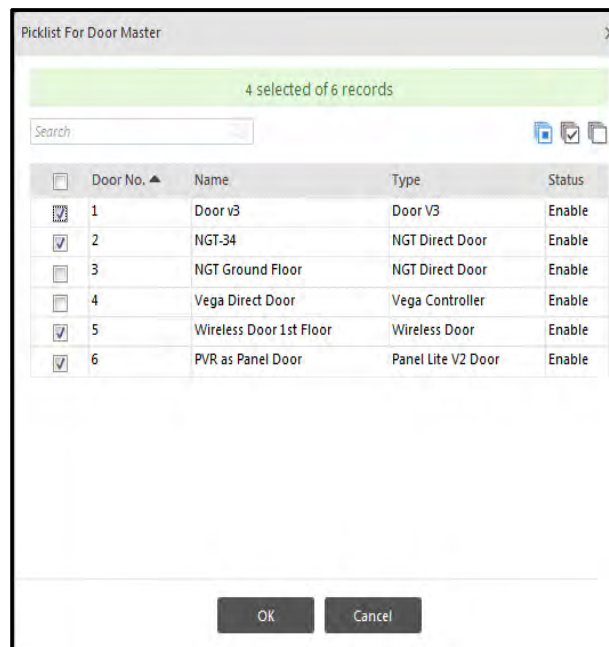 Picklist For Door Master
4 selected of 6 records
Search
Door No. Name Type Status
1 Door v3 Door V3 Enable
2 NGT-34 NGT Direct Door Enable
3 NGT Ground Floor NGT Direct Door Enable
4 Vega Direct Door Vega Controller Enable
5 Wireless Door 1st Floor Wireless Door Enable
6 PVR as Panel Door Panel Lite V2 Door Enable
OK Cancel